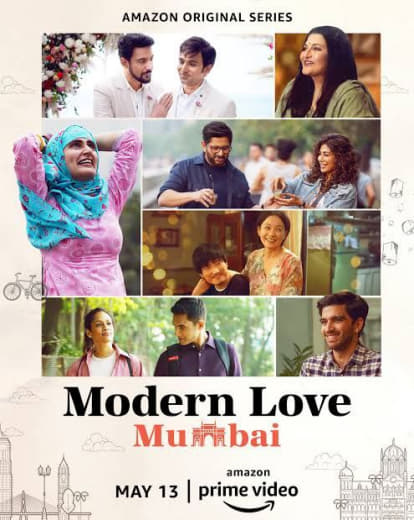 AMAZON ORIGINAL SERIES
Modern Love
Mumbai
MAY 13 | amazon prime video